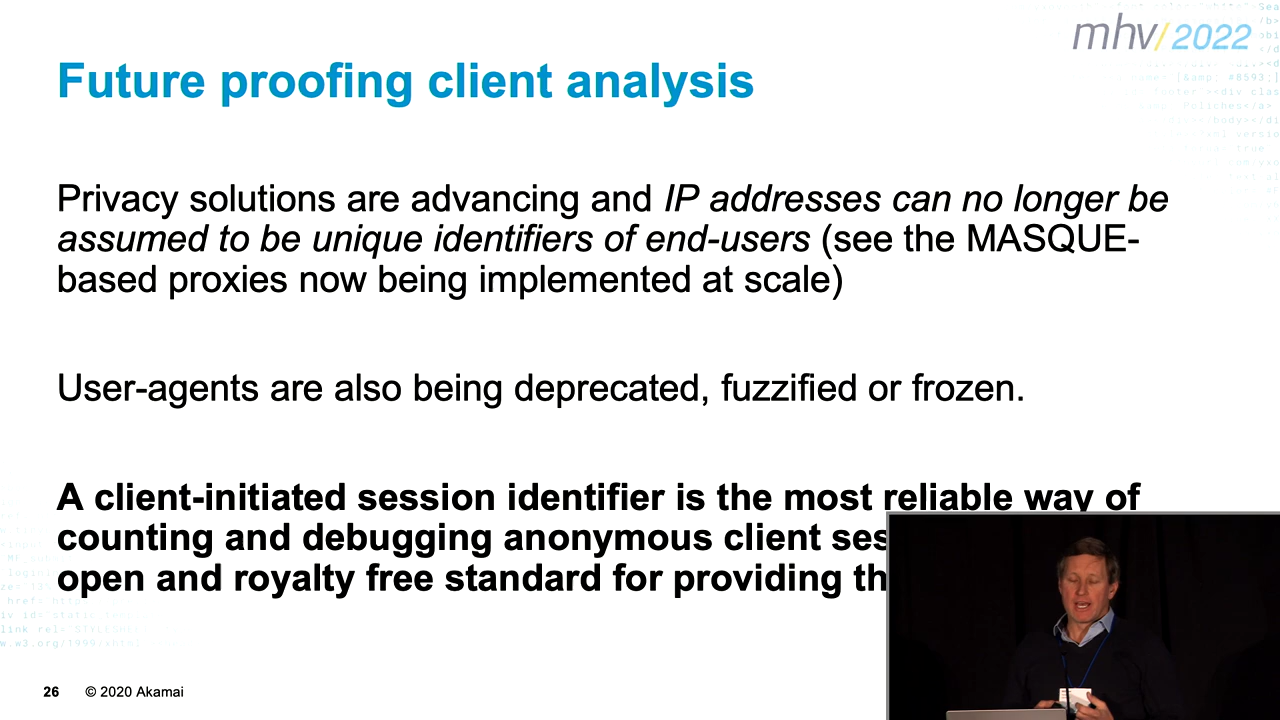 mhv/2022
Future proofing client analysis
Privacy solutions are advancing and IP addresses can no longer be
assumed to be unique identifiers of end-users (see the MASQUE-
based proxies now being implemented at scale)
User-agents are also being deprecated, fuzzified or frozen.
A client-initiated session identifier is the most reliable way of
counting and debugging anonymous client
open and royalty free standard for providing
26 © 2020 Akamai